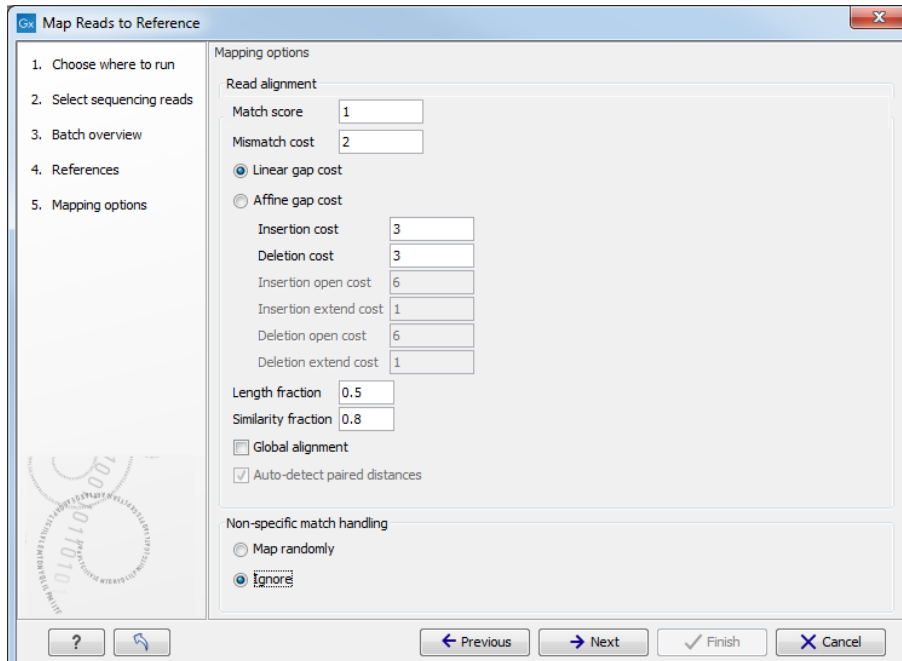 Gx Map Reads to Reference
1. Choose where to run
2. Select sequencing reads
3. Batch overview
4. References
5. Mapping options
Mapping options
Read alignment
Match score 1
Mismatch cost 2
Linear gap cost
Affine gap cost
Insertion cost 3
Deletion cost 3
Insertion open cost 6
Insertion extend cost 1
Deletion open cost 6
Deletion extend cost 1
Length fraction 0.5
Similarity fraction 0.8
Global alignment
Auto-detect paired distances
Non-specific match handling
Map randomly
Ignore
? Previous Next Finish Cancel